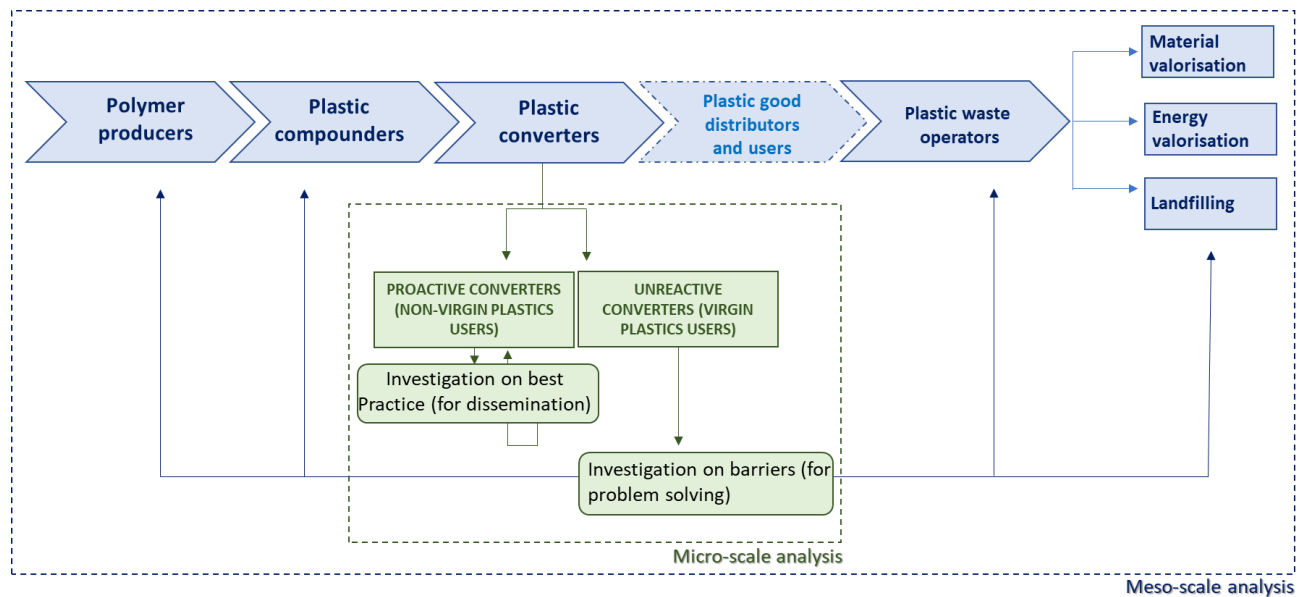 Polymer
producers
Plastic
compounders
Plastic
converters
Plastic good
distributors
and users
Plastic waste
operators
Material
valorisation
Energy
valorisation
Landfilling
PROACTIVE CONVERTERS
(NON-VIRGIN PLASTICS
USERS)
UNREACTIVE
CONVERTERS (VIRGIN
PLASTICS USERS)
Investigation on best
Practice (for dissemination)
Investigation on barriers (for
problem solving)
Micro-scale analysis
Meso-scale analysis